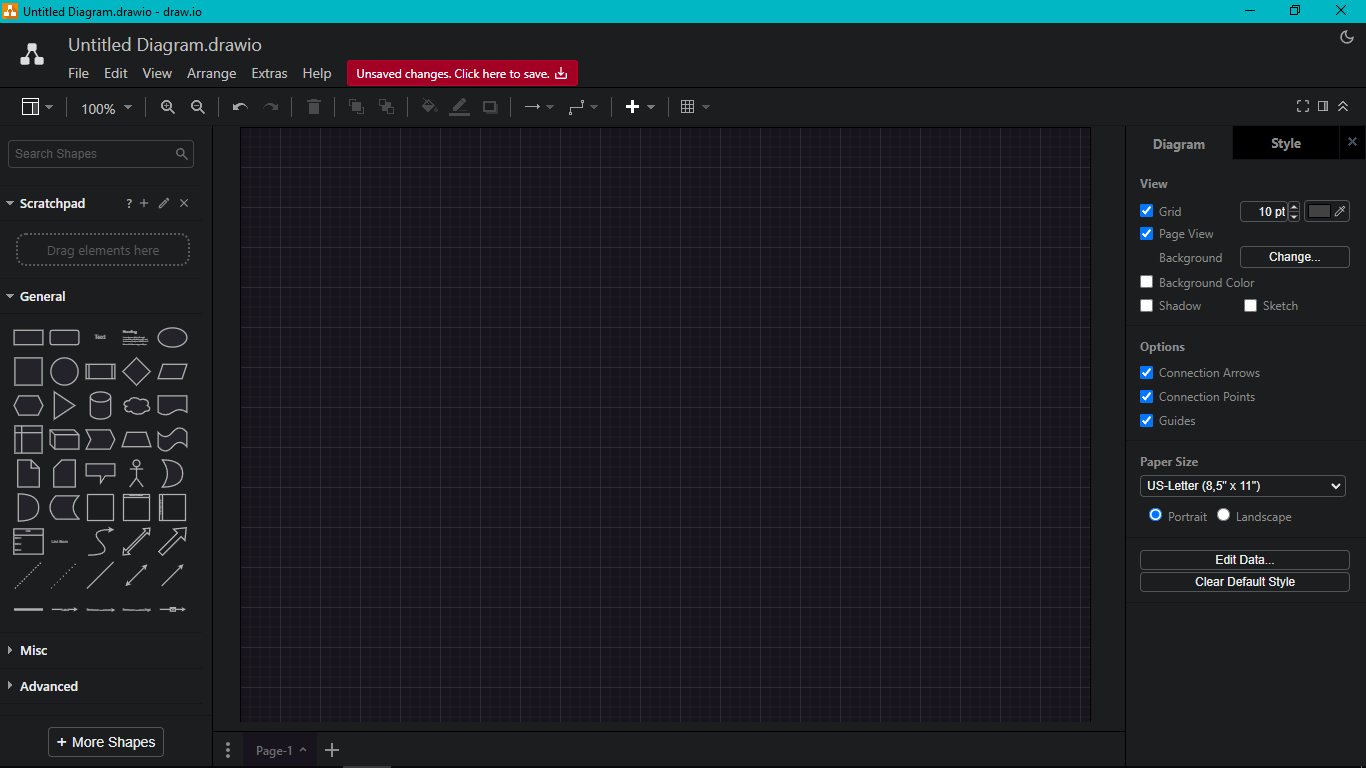 Untitled Diagram.drawio - draw.io
Untitled Diagram.drawio
File Edit View Arrange Extras Help Unsaved changes. Click here to save.
100%
Search Shapes
Scratchpad ? + 
Drag elements here
General
Text
Heading
List Item
Misc
Advanced
+ More Shapes
Page-1
Diagram Style
View
Grid 10 pt
Page View
Background Change...
Background Color
Shadow Sketch
Options
Connection Arrows
Connection Points
Guides
Paper Size
US-Letter (8,5" x 11")
Portrait Landscape
Edit Data...
Clear Default Style